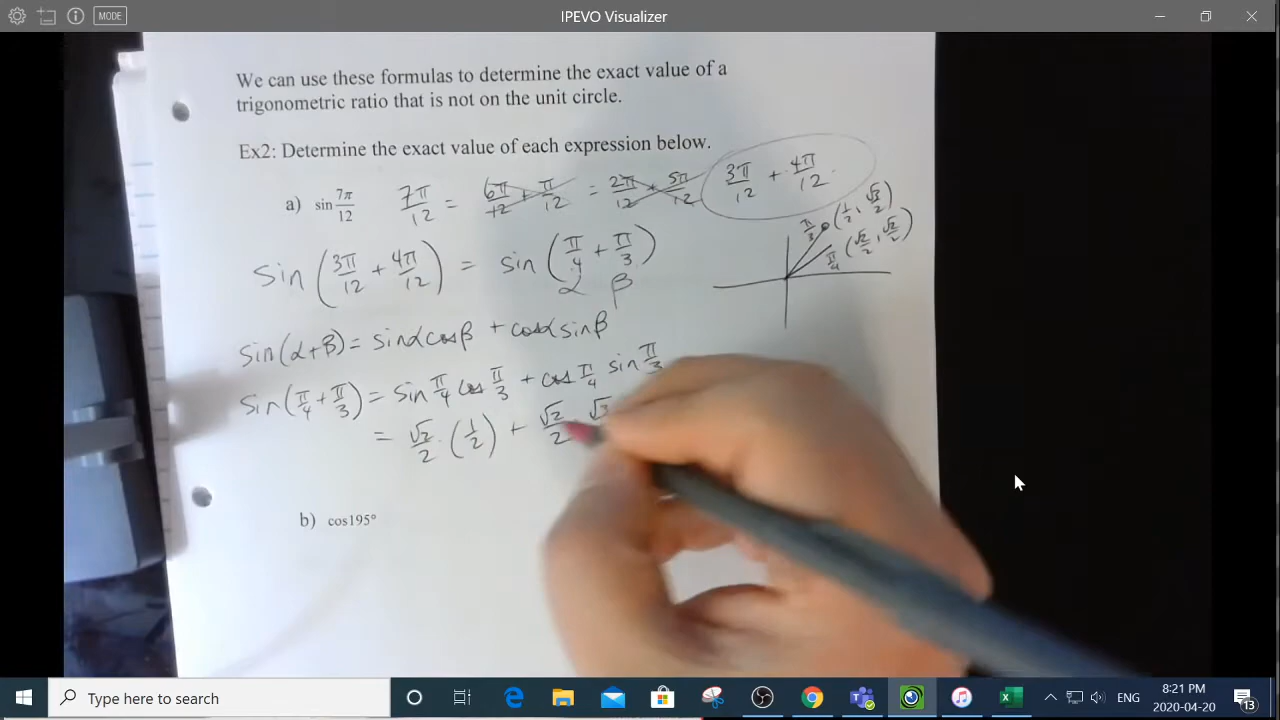 MODE
IPEVO Visualizer
We can use these formulas to determine the exact value of a
trigonometric ratio that is not on the unit circle.
Ex2: Determine the exact value of each expression below.
a) sin 7π/12   7π/12 = 6π/12 + π/12 = 2π/12 + 5π/12   3π/12 + 4π/12
π/3 (1/2, √3/2)
π/4 (√2/2, √2/2)
sin (3π/12 + 4π/12) = sin (π/4 + π/3)
α β
sin(α+β) = sinαcosβ + cosαsinβ
sin(π/4 + π/3) = sin π/4 cos π/3 + cos π/4 sin π/3
= √2/2 · (1/2) + √2/2
b) cos195°
Type here to search
ENG
8:21 PM
2020-04-20
13